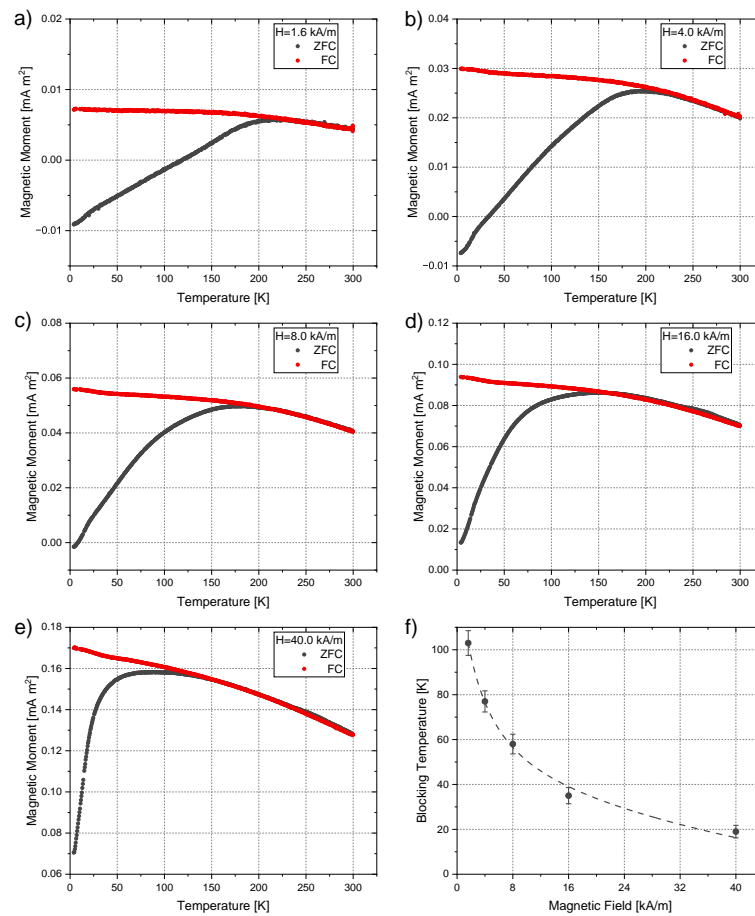 a)
H=1.6 kA/m
ZFC
FC
0.02
0.01
0.00
−0.01
Magnetic Moment [mA m²]
0 50 100 150 200 250 300
Temperature [K]
b)
H=4.0 kA/m
ZFC
FC
0.04
0.03
0.02
0.01
0.00
−0.01
Magnetic Moment [mA m²]
0 50 100 150 200 250 300
Temperature [K]
c)
H=8.0 kA/m
ZFC
FC
0.08
0.06
0.04
0.02
0.00
Magnetic Moment [mA m²]
0 50 100 150 200 250 300
Temperature [K]
d)
H=16.0 kA/m
ZFC
FC
0.12
0.10
0.08
0.06
0.04
0.02
0.00
Magnetic Moment [mA m²]
0 50 100 150 200 250 300
Temperature [K]
e)
H=40.0 kA/m
ZFC
FC
0.18
0.16
0.14
0.12
0.10
0.08
0.06
Magnetic Moment [mA m²]
0 50 100 150 200 250 300
Temperature [K]
f)
100
80
60
40
20
0
Blocking Temperature [K]
0 8 16 24 32 40
Magnetic Field [kA/m]